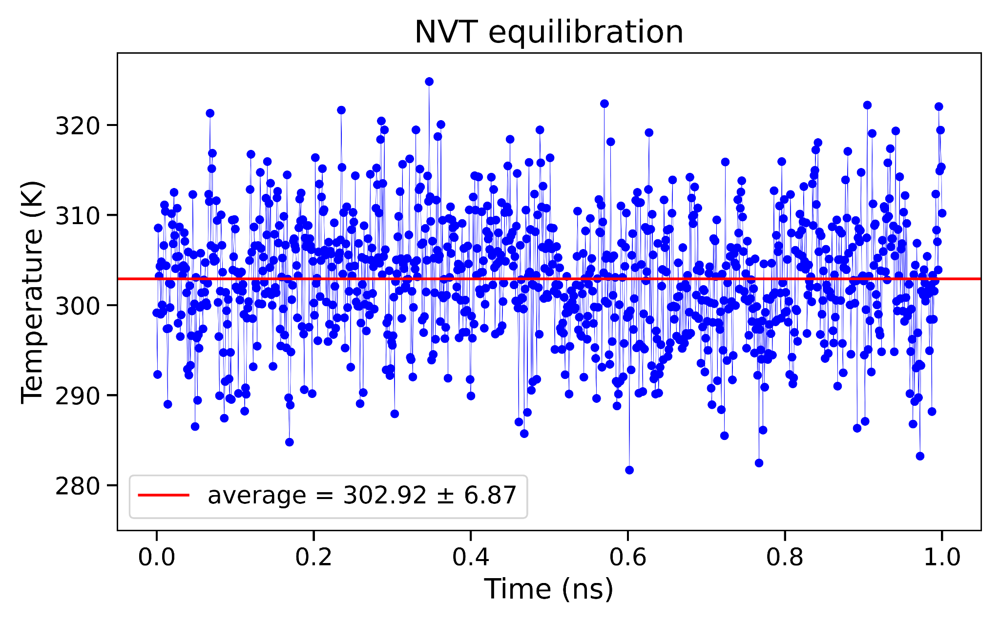 NVT equilibration
Temperature (K)
320
310
300
290
280
average = 302.92 ± 6.87
0.0 0.2 0.4 0.6 0.8 1.0
Time (ns)